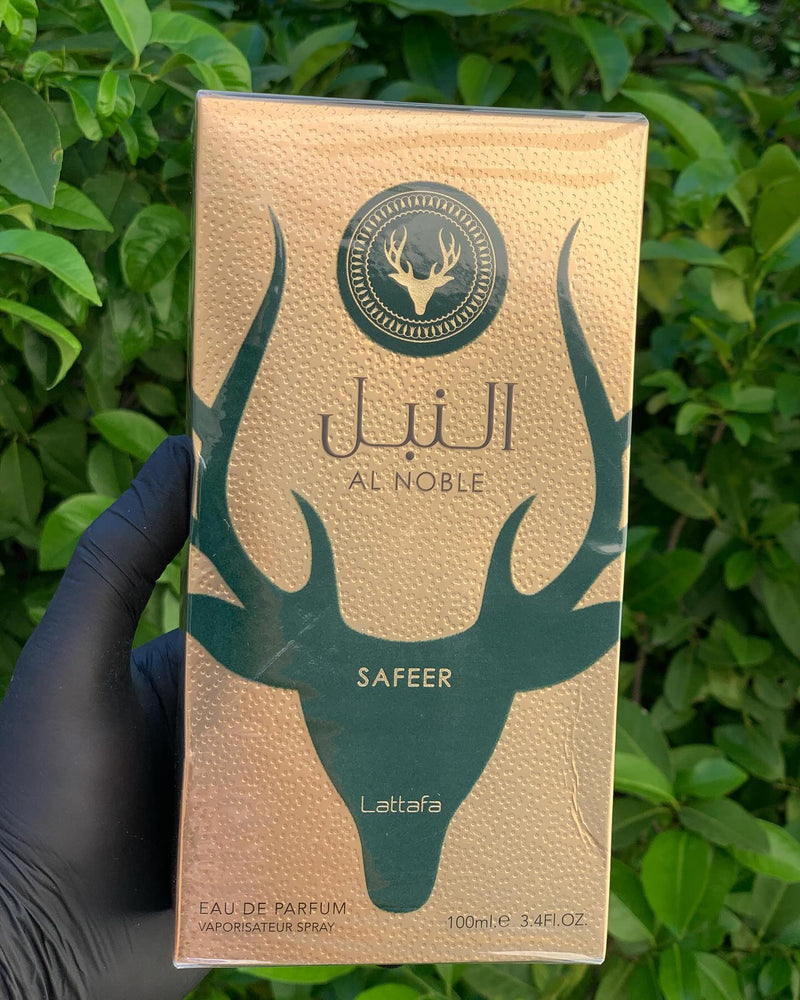 النبل
AL NOBLE
SAFEER
Lattafa
EAU DE PARFUM
VAPORISATEUR SPRAY
100ml.e 3.4Fl.OZ.